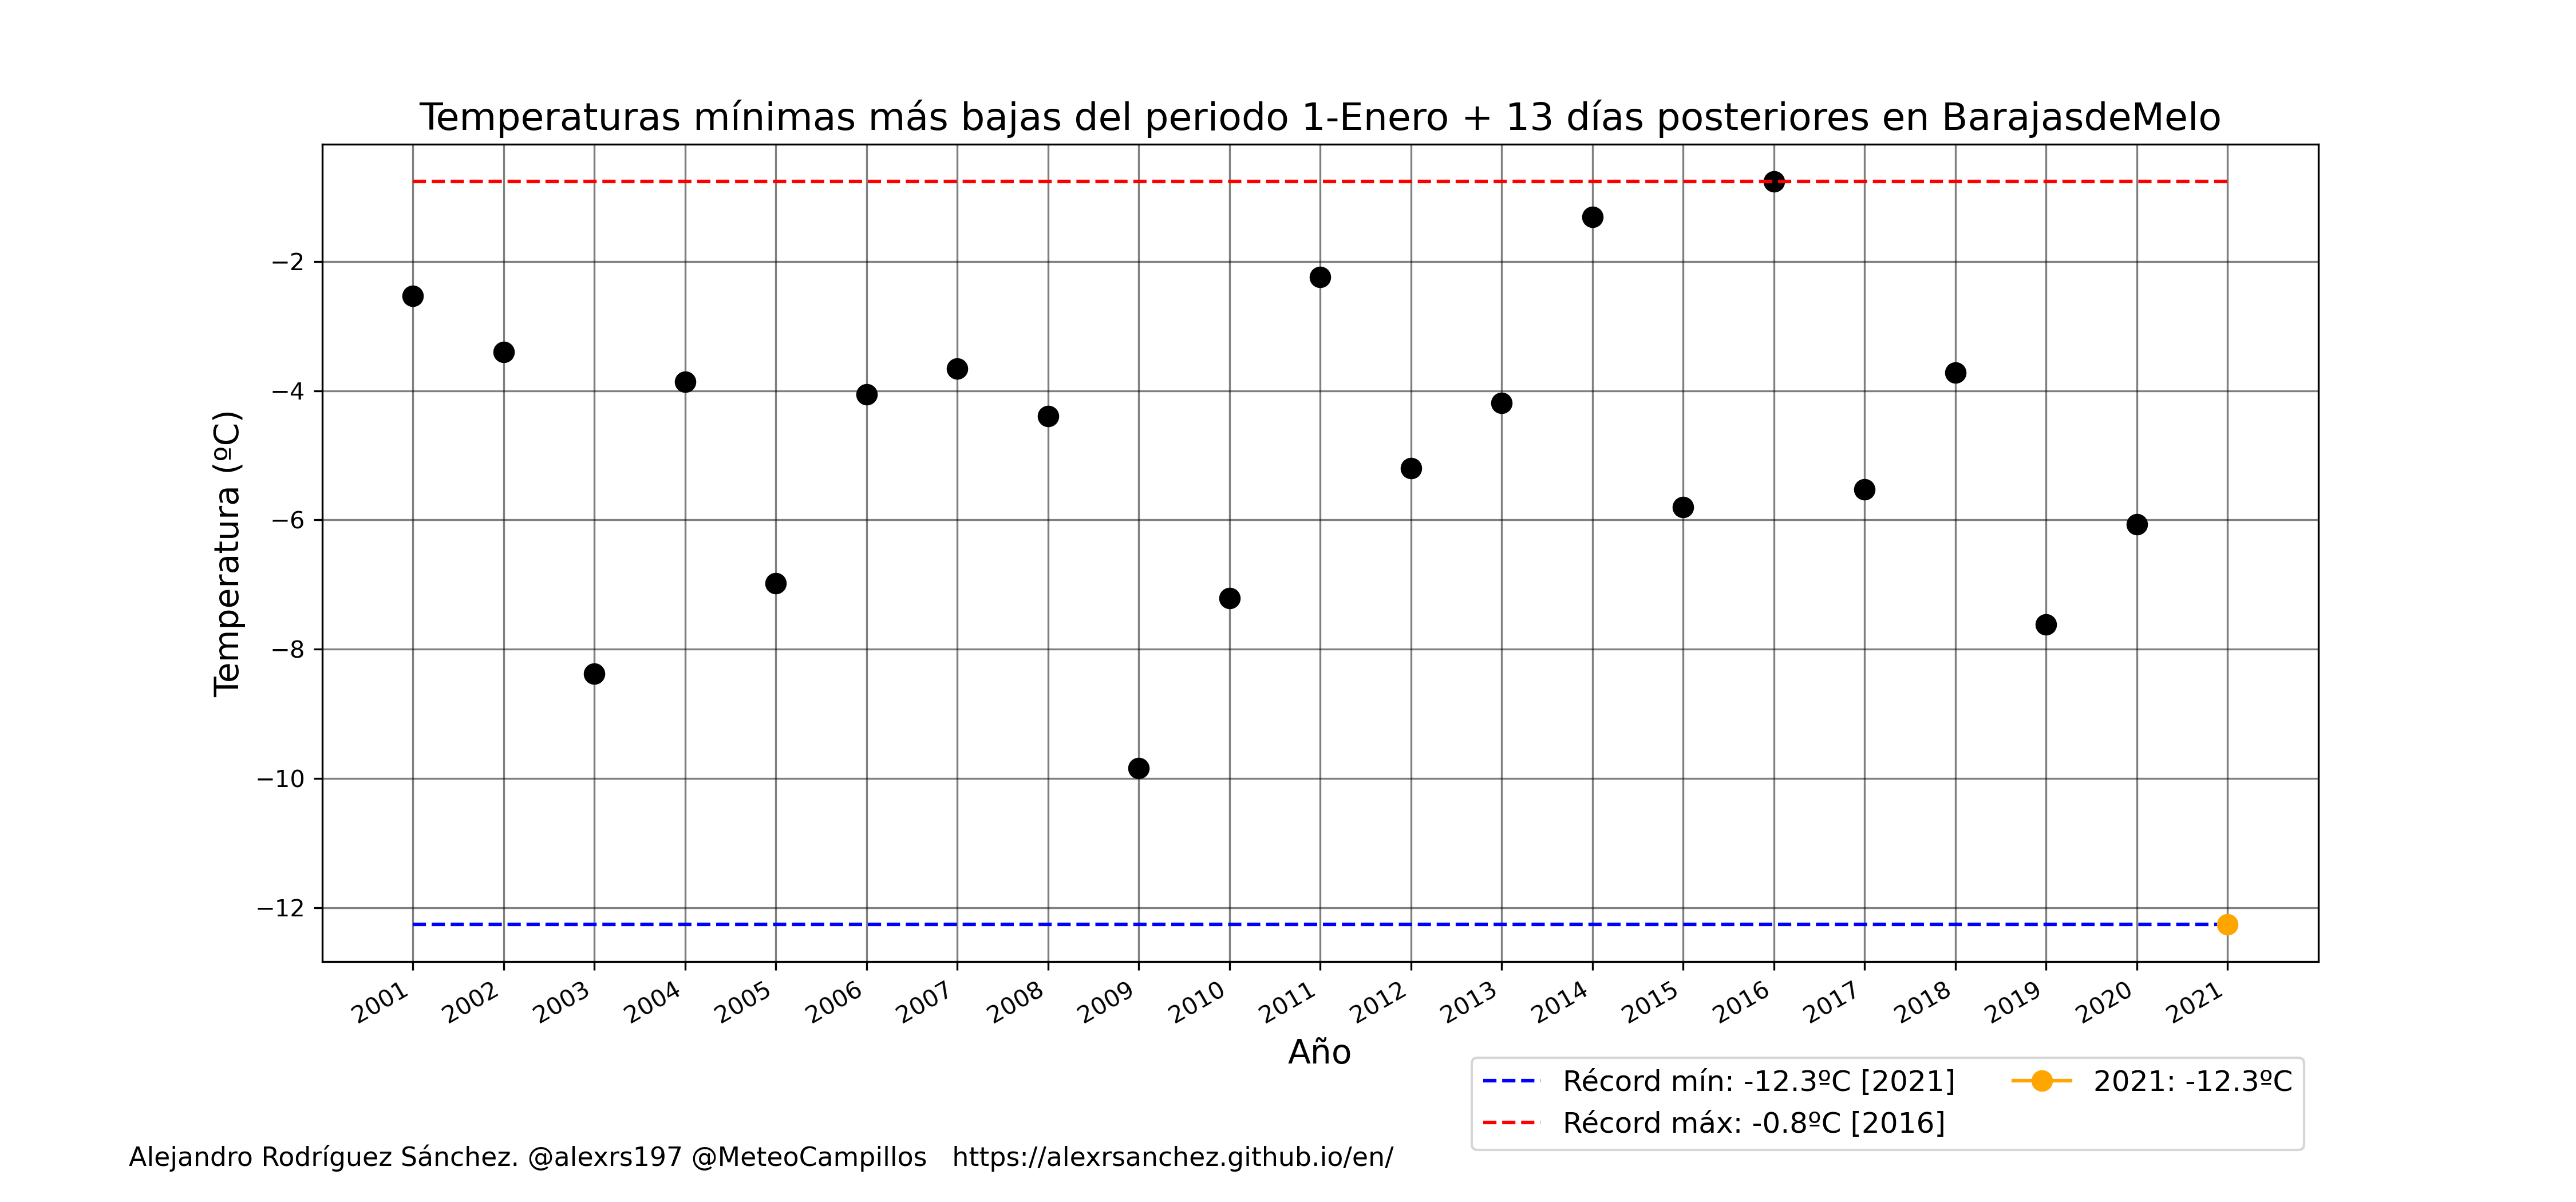 Temperaturas mínimas más bajas del periodo 1-Enero + 13 días posteriores en BarajasdeMelo
Temperatura (ºC)
−2
−4
−6
−8
−10
−12
2001 2002 2003 2004 2005 2006 2007 2008 2009 2010 2011 2012 2013 2014 2015 2016 2017 2018 2019 2020 2021
Año
Récord mín: -12.3ºC [2021]
Récord máx: -0.8ºC [2016]
2021: -12.3ºC
Alejandro Rodríguez Sánchez. @alexrs197 @MeteoCampillos https://alexrsanchez.github.io/en/